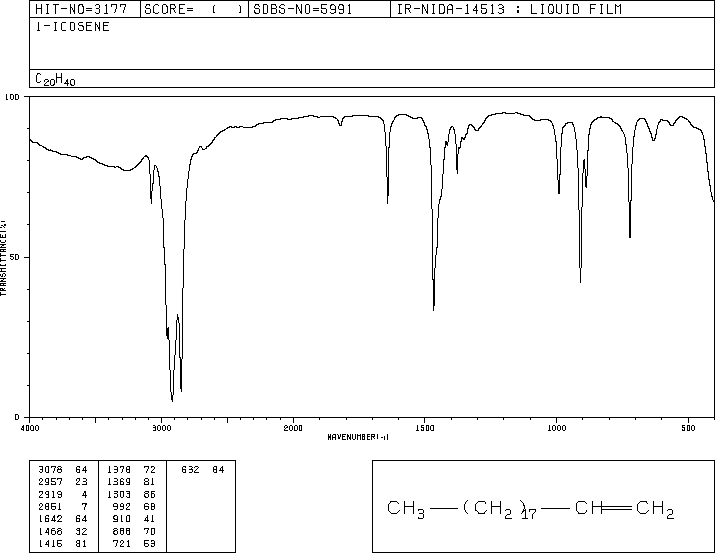 HIT-NO=3177 SCORE= ( ) SDBS-NO=5991 IR-NIDA-14513 : LIQUID FILM
1-ICOSENE
C20H40
100
50
0
TRANSMITTANCE(%)
4000 3000 2000 1500 1000 500
WAVENUMBER(-1)
3078 64 1378 72 632 84
2957 23 1369 81
2919 4 1303 86
2851 7 992 68
1642 64 910 41
1468 32 888 70
1415 81 721 53
CH3—(CH2)17—CH=CH2